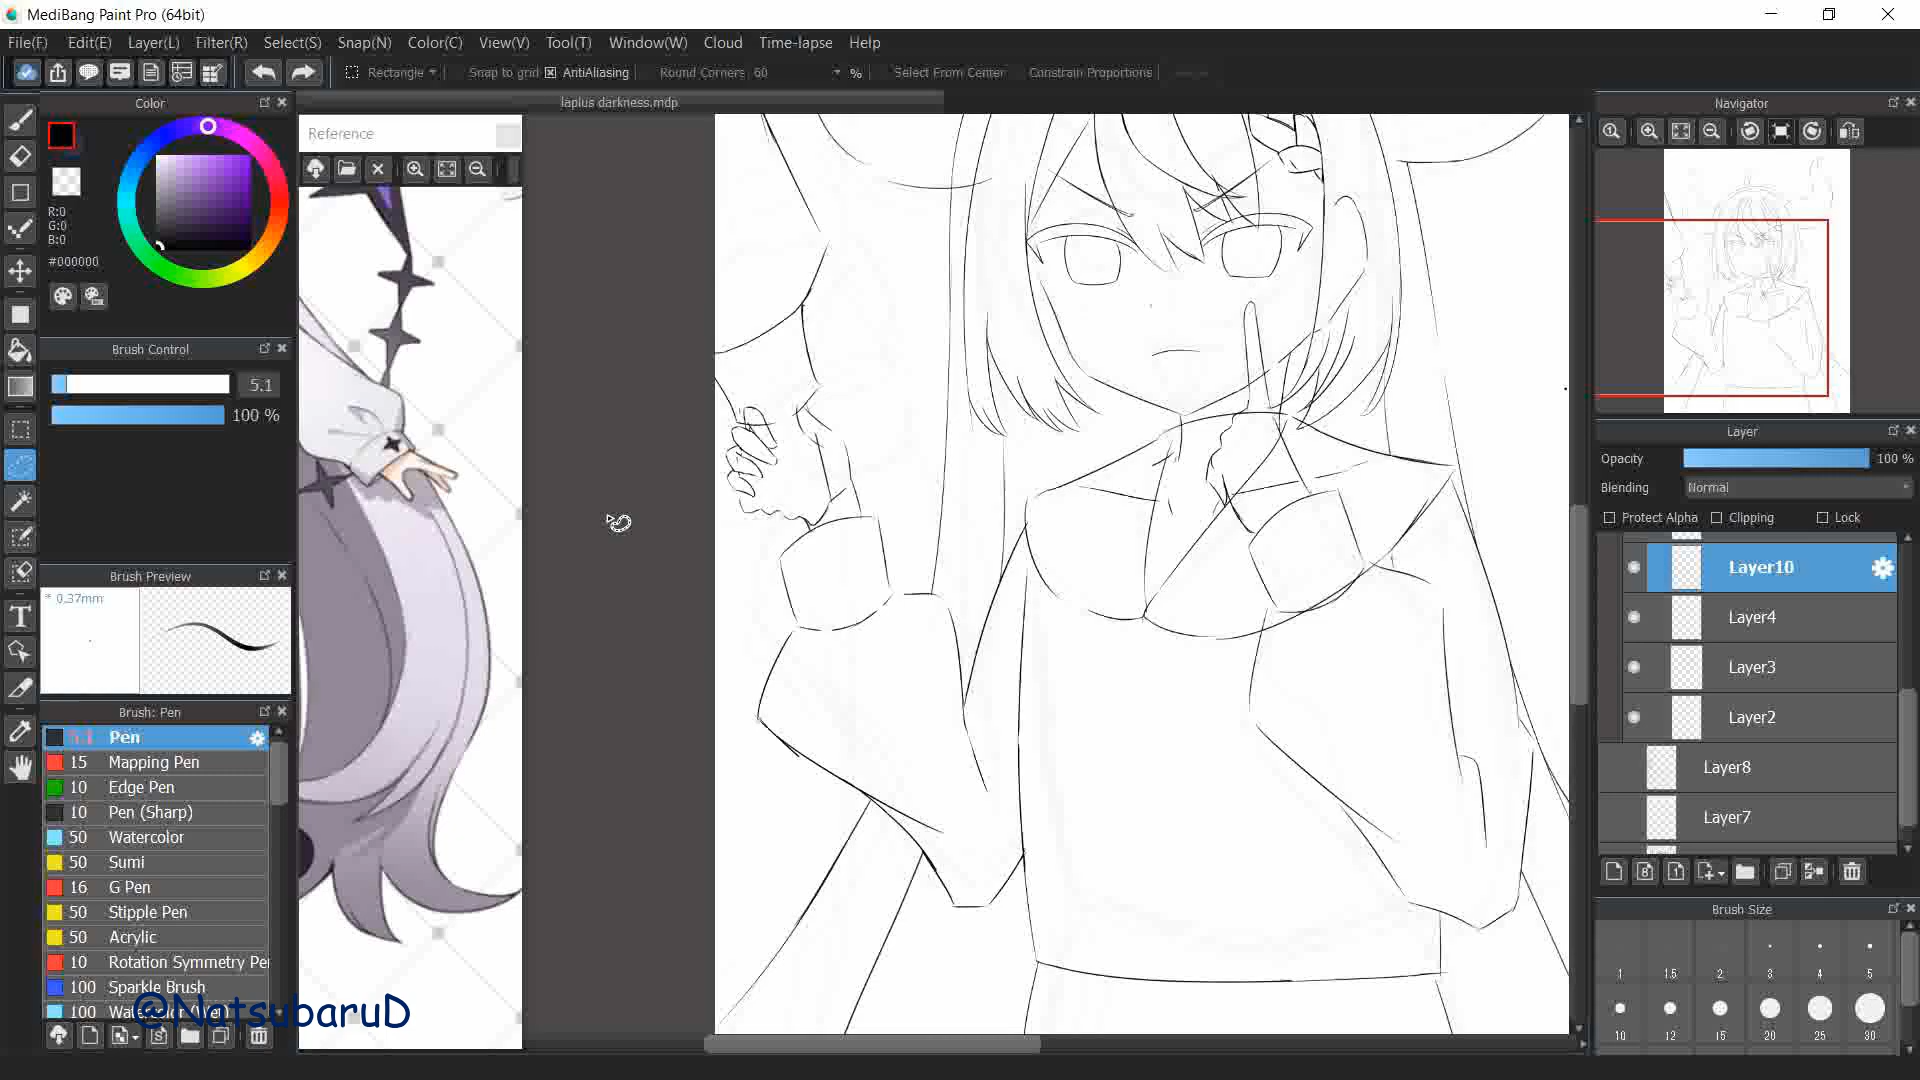 MediBang Paint Pro (64bit)
File(F) Edit(E) Layer(L) Filter(R) Select(S) Snap(N) Color(C) View(V) Tool(T) Window(W) Cloud Time-lapse Help
Rectangle Snap to grid AntiAliasing Round Corners 60 % Select From Center Constrain Proportions
Color
laplus darkness.mdp
Navigator
Reference
R:0
G:0
B:0
#000000
Brush Control
5.1
100 %
Layer
Opacity 100 %
Blending Normal
Protect Alpha Clipping Lock
Layer10
Layer4
Layer3
Layer2
Layer8
Layer7
Brush Preview
* 0.37mm
Brush: Pen
5.1 Pen
15 Mapping Pen
10 Edge Pen
10 Pen (Sharp)
50 Watercolor
50 Sumi
16 G Pen
50 Stipple Pen
50 Acrylic
10 Rotation Symmetry Pe
100 Sparkle Brush
100 Watercolor (Wet)
@NatsubaruD
Brush Size
1 1.5 2 3 4 5
10 12 15 20 25 30